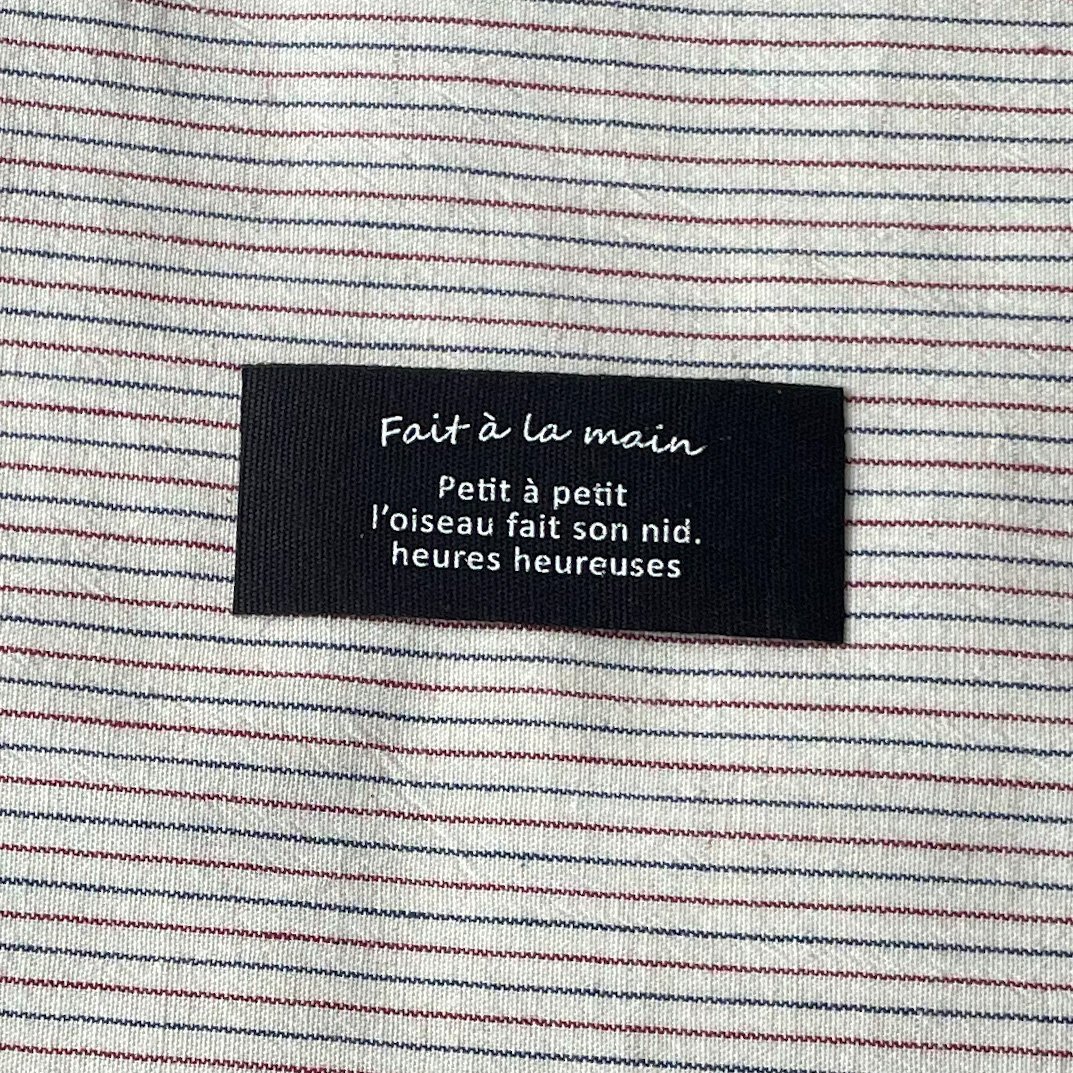 Fait à la main
Petit à petit
l'oiseau fait son nid.
heures heureuses